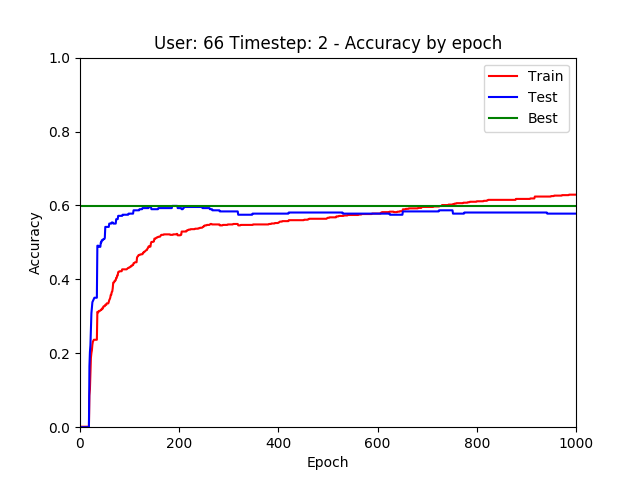 User: 66 Timestep: 2 - Accuracy by epoch
1.0
0.8
0.6
0.4
0.2
0.0
Accuracy
Train
Test
Best
0 200 400 600 800 1000
Epoch